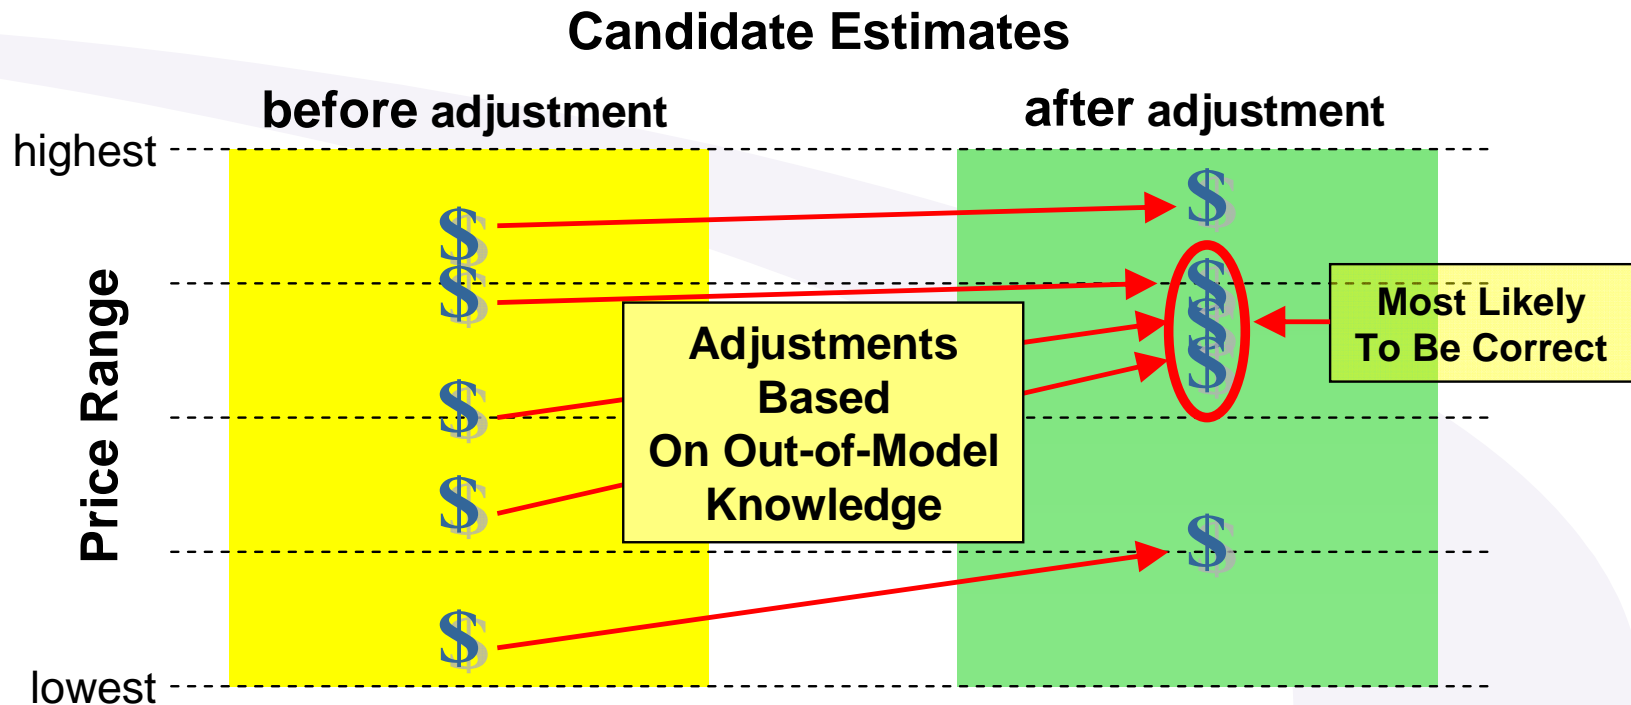 Candidate Estimates
before adjustment
after adjustment
highest
Price Range
lowest
$
$
$
$
$
$
$
$
$
$
Adjustments
Based
On Out-of-Model
Knowledge
Most Likely
To Be Correct